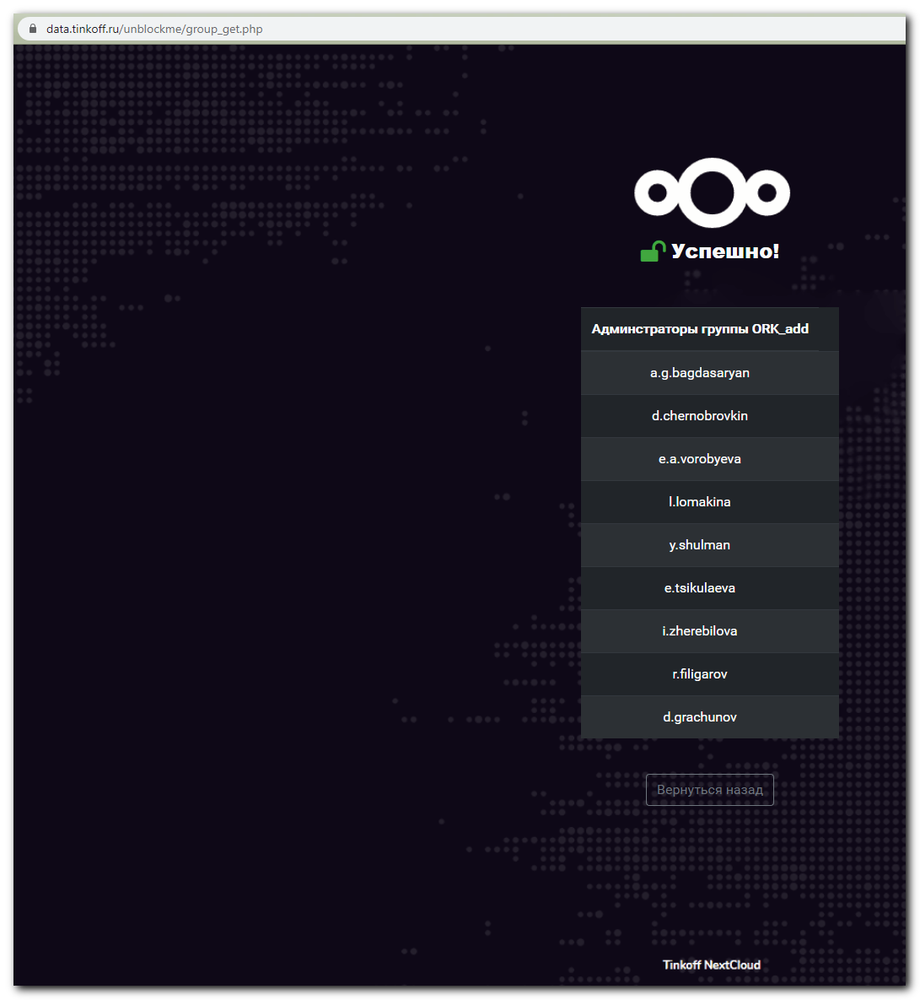 data.tinkoff.ru/unblockme/group_get.php
Успешно!
Админстраторы группы ORK_add
a.g.bagdasaryan
d.chernobrovkin
e.a.vorobyeva
l.lomakina
y.shulman
e.tsikulaeva
i.zherebilova
r.filigarov
d.grachunov
Вернуться назад
Tinkoff NextCloud